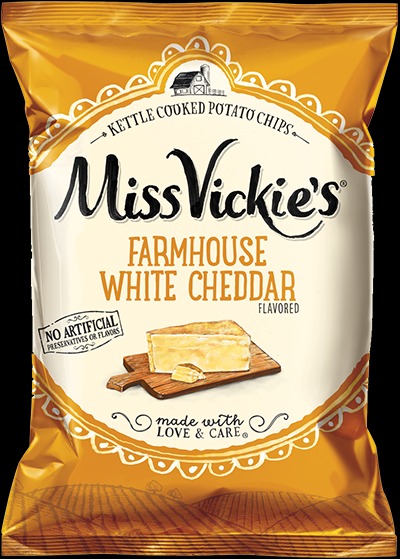 KETTLE COOKED POTATO CHIPS
Miss Vickie's®
FARMHOUSE
WHITE CHEDDAR
FLAVORED
NO ARTIFICIAL
PRESERVATIVES OR FLAVORS
made with
LOVE & CARE®